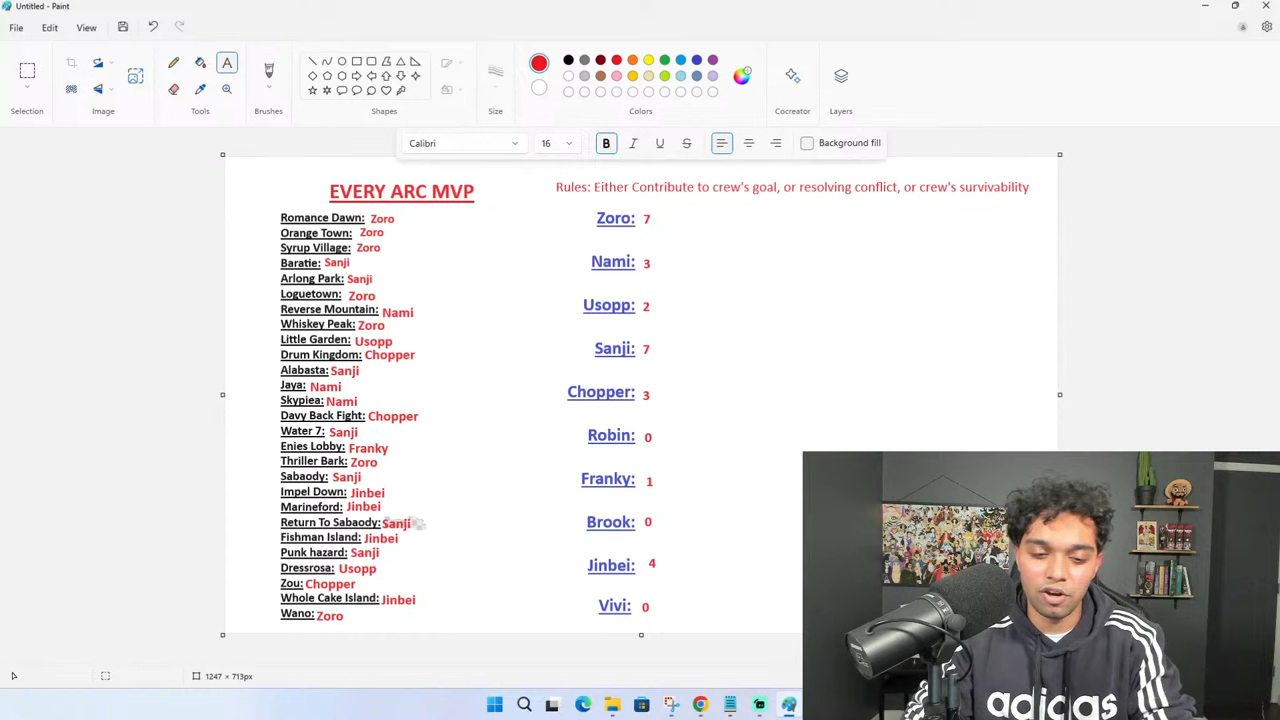 Untitled - Paint
File Edit View
Selection Image Tools Brushes Shapes Size Colors Cocreator Layers
Calibri 16 B Background fill
EVERY ARC MVP
Rules: Either Contribute to crew's goal, or resolving conflict, or crew's survivability
Romance Dawn: Zoro
Orange Town: Zoro
Syrup Village: Zoro
Baratie: Sanji
Arlong Park: Sanji
Loguetown: Zoro
Reverse Mountain: Nami
Whiskey Peak: Zoro
Little Garden: Usopp
Drum Kingdom: Chopper
Alabasta: Sanji
Jaya: Nami
Skypiea: Nami
Davy Back Fight: Chopper
Water 7: Sanji
Enies Lobby: Franky
Thriller Bark: Zoro
Sabaody: Sanji
Impel Down: Jinbei
Marineford: Jinbei
Return To Sabaody: Sanji
Fishman Island: Jinbei
Punk hazard: Sanji
Dressrosa: Usopp
Zou: Chopper
Whole Cake Island: Jinbei
Wano: Zoro
Zoro: 7
Nami: 3
Usopp: 2
Sanji: 7
Chopper: 3
Robin: 0
Franky: 1
Brook: 0
Jinbei: 4
Vivi: 0
1247 × 713px
adidas